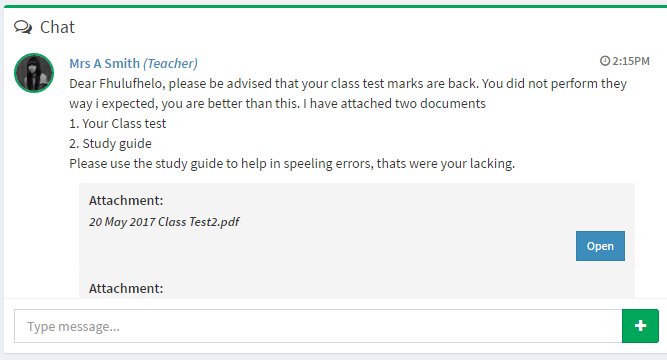 Chat
Mrs A Smith (Teacher)
2:15PM
Dear Fhulufhelo, please be advised that your class test marks are back. You did not perform they
way i expected, you are better than this. I have attached two documents
1. Your Class test
2. Study guide
Please use the study guide to help in speeling errors, thats were your lacking.
Attachment:
20 May 2017 Class Test2.pdf
Open
Attachment:
Type message...